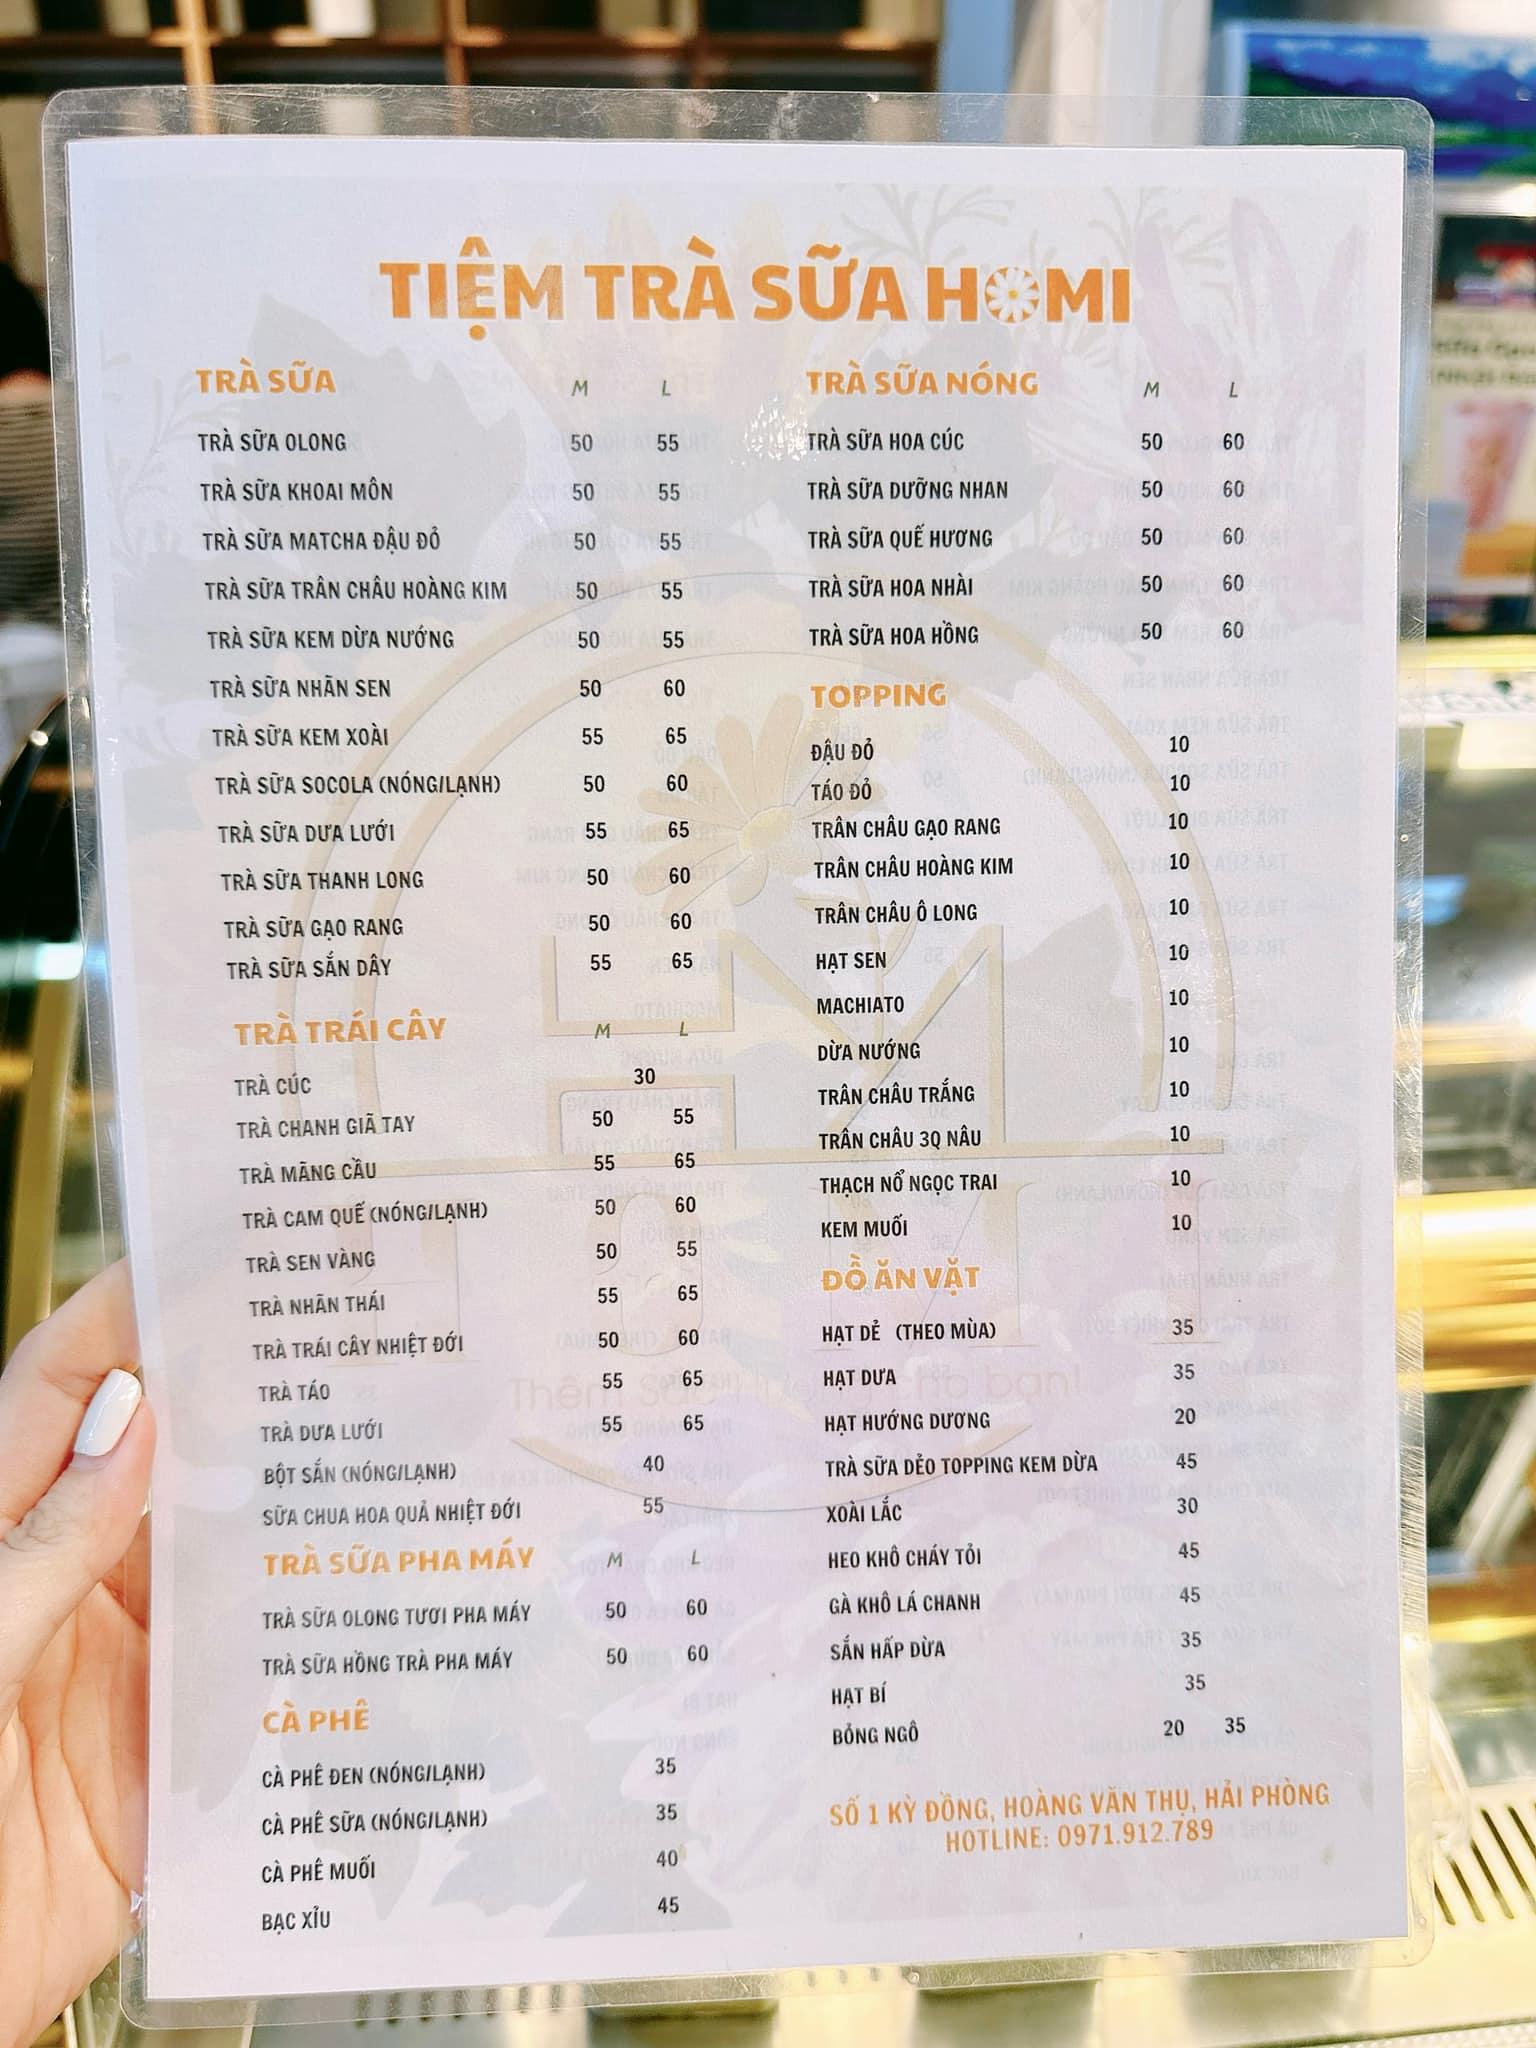 TIỆM TRÀ SỮA HOMI
TRÀ SỮA M L
TRÀ SỮA OLONG 50 55
TRÀ SỮA KHOAI MÔN 50 55
TRÀ SỮA MATCHA ĐẬU ĐỎ 50 55
TRÀ SỮA TRÂN CHÂU HOÀNG KIM 50 55
TRÀ SỮA KEM DỪA NƯỚNG 50 55
TRÀ SỮA NHÃN SEN 50 60
TRÀ SỮA KEM XOÀI 55 65
TRÀ SỮA SOCOLA (NÓNG/LẠNH) 50 60
TRÀ SỮA DƯA LƯỚI 55 65
TRÀ SỮA THANH LONG 50 60
TRÀ SỮA GẠO RANG 50 60
TRÀ SỮA SẮN DÂY 55 65
TRÀ TRÁI CÂY M L
TRÀ CÚC 30
TRÀ CHANH GIÃ TAY 50 55
TRÀ MÃNG CẦU 55 65
TRÀ CAM QUẾ (NÓNG/LẠNH) 50 60
TRÀ SEN VÀNG 50 55
TRÀ NHÃN THÁI 55 65
TRÀ TRÁI CÂY NHIỆT ĐỚI 50 60
TRÀ TÁO 55 65
TRÀ DƯA LƯỚI 55 65
BỘT SẮN (NÓNG/LẠNH) 40
SỮA CHUA HOA QUẢ NHIỆT ĐỚI 55
TRÀ SỮA PHA MÁY M L
TRÀ SỮA OLONG TƯƠI PHA MÁY 50 60
TRÀ SỮA HỒNG TRÀ PHA MÁY 50 60
CÀ PHÊ
CÀ PHÊ ĐEN (NÓNG/LẠNH) 35
CÀ PHÊ SỮA (NÓNG/LẠNH) 35
CÀ PHÊ MUỐI 40
BẠC XỈU 45
TRÀ SỮA NÓNG M L
TRÀ SỮA HOA CÚC 50 60
TRÀ SỮA DƯỠNG NHAN 50 60
TRÀ SỮA QUẾ HƯƠNG 50 60
TRÀ SỮA HOA NHÀI 50 60
TRÀ SỮA HOA HỒNG 50 60
TOPPING
ĐẬU ĐỎ 10
TÁO ĐỎ 10
TRÂN CHÂU GẠO RANG 10
TRÂN CHÂU HOÀNG KIM 10
TRÂN CHÂU Ô LONG 10
HẠT SEN 10
MACHIATO 10
DỪA NƯỚNG 10
TRÂN CHÂU TRẮNG 10
TRÂN CHÂU 3Q NÂU 10
THẠCH NỔ NGỌC TRAI 10
KEM MUỐI 10
ĐỒ ĂN VẶT
HẠT DẺ (THEO MÙA) 35
HẠT DƯA 35
HẠT HƯỚNG DƯƠNG 20
TRÀ SỮA DẺO TOPPING KEM DỪA 45
XOÀI LẮC 30
HEO KHÔ CHÁY TỎI 45
GÀ KHÔ LÁ CHANH 45
SẮN HẤP DỪA 35
HẠT BÍ 35
BỎNG NGÔ 20 35
SỐ 1 KỲ ĐỒNG, HOÀNG VĂN THỤ, HẢI PHÒNG
HOTLINE: 0971.912.789